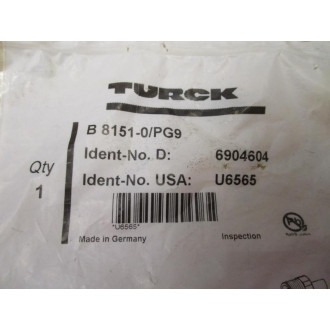 TURCK
B 8151-0/PG9
Ident-No. D: 6904604
Ident-No. USA: U6565
Qty
1
*U6565*
Made in Germany
Inspection